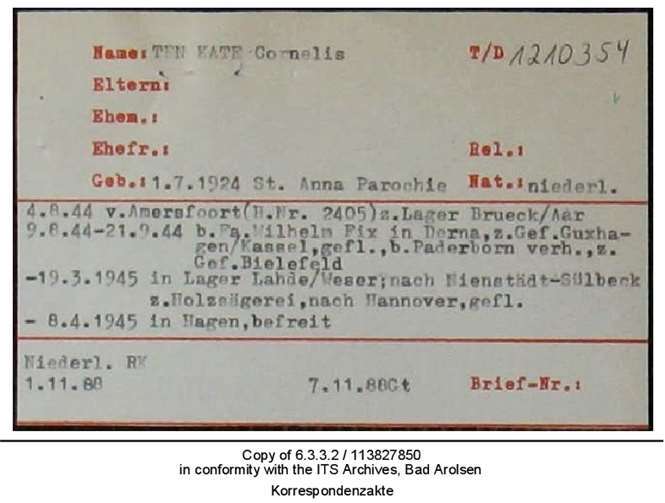 Name: TEN KATE Cornelis T/D 1210354
Eltern:
Ehem.:
Ehefr.: Rel.:
Geb.: 1.7.1924 St. Anna Parochie Nat.: niederl.
4.8.44 v.Amersfoort(H.Nr. 2405)z.Lager Brueck/Aar
9.8.44-21.9.44 b.Fa.Wilhelm Fix in Derna,z.Gef.Guxha-
gen/Kassel,gefl.,b.Paderborn verh.,z.
Gef.Bielefeld
-19.3.1945 in Lager Lahde/Weser;nach Nienstädt-Sülbeck
z.Holzsägerei,nach Hannover,gefl.
- 8.4.1945 in Hagen,befreit
Niederl. RK
1.11.88 7.11.88Gt Brief-Nr.:
Copy of 6.3.3.2 / 113827850
in conformity with the ITS Archives, Bad Arolsen
Korrespondenzakte